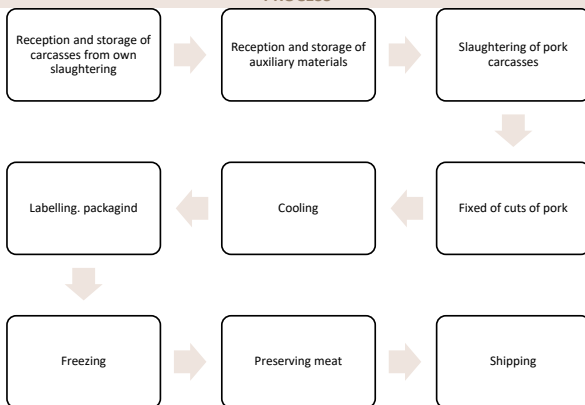 PROCESS
Reception and storage of
carcasses from own
slaughtering
Reception and storage of
auxiliary materials
Slaughtering of pork
carcasses
Fixed of cuts of pork
Cooling
Labelling. packagind
Freezing
Preserving meat
Shipping